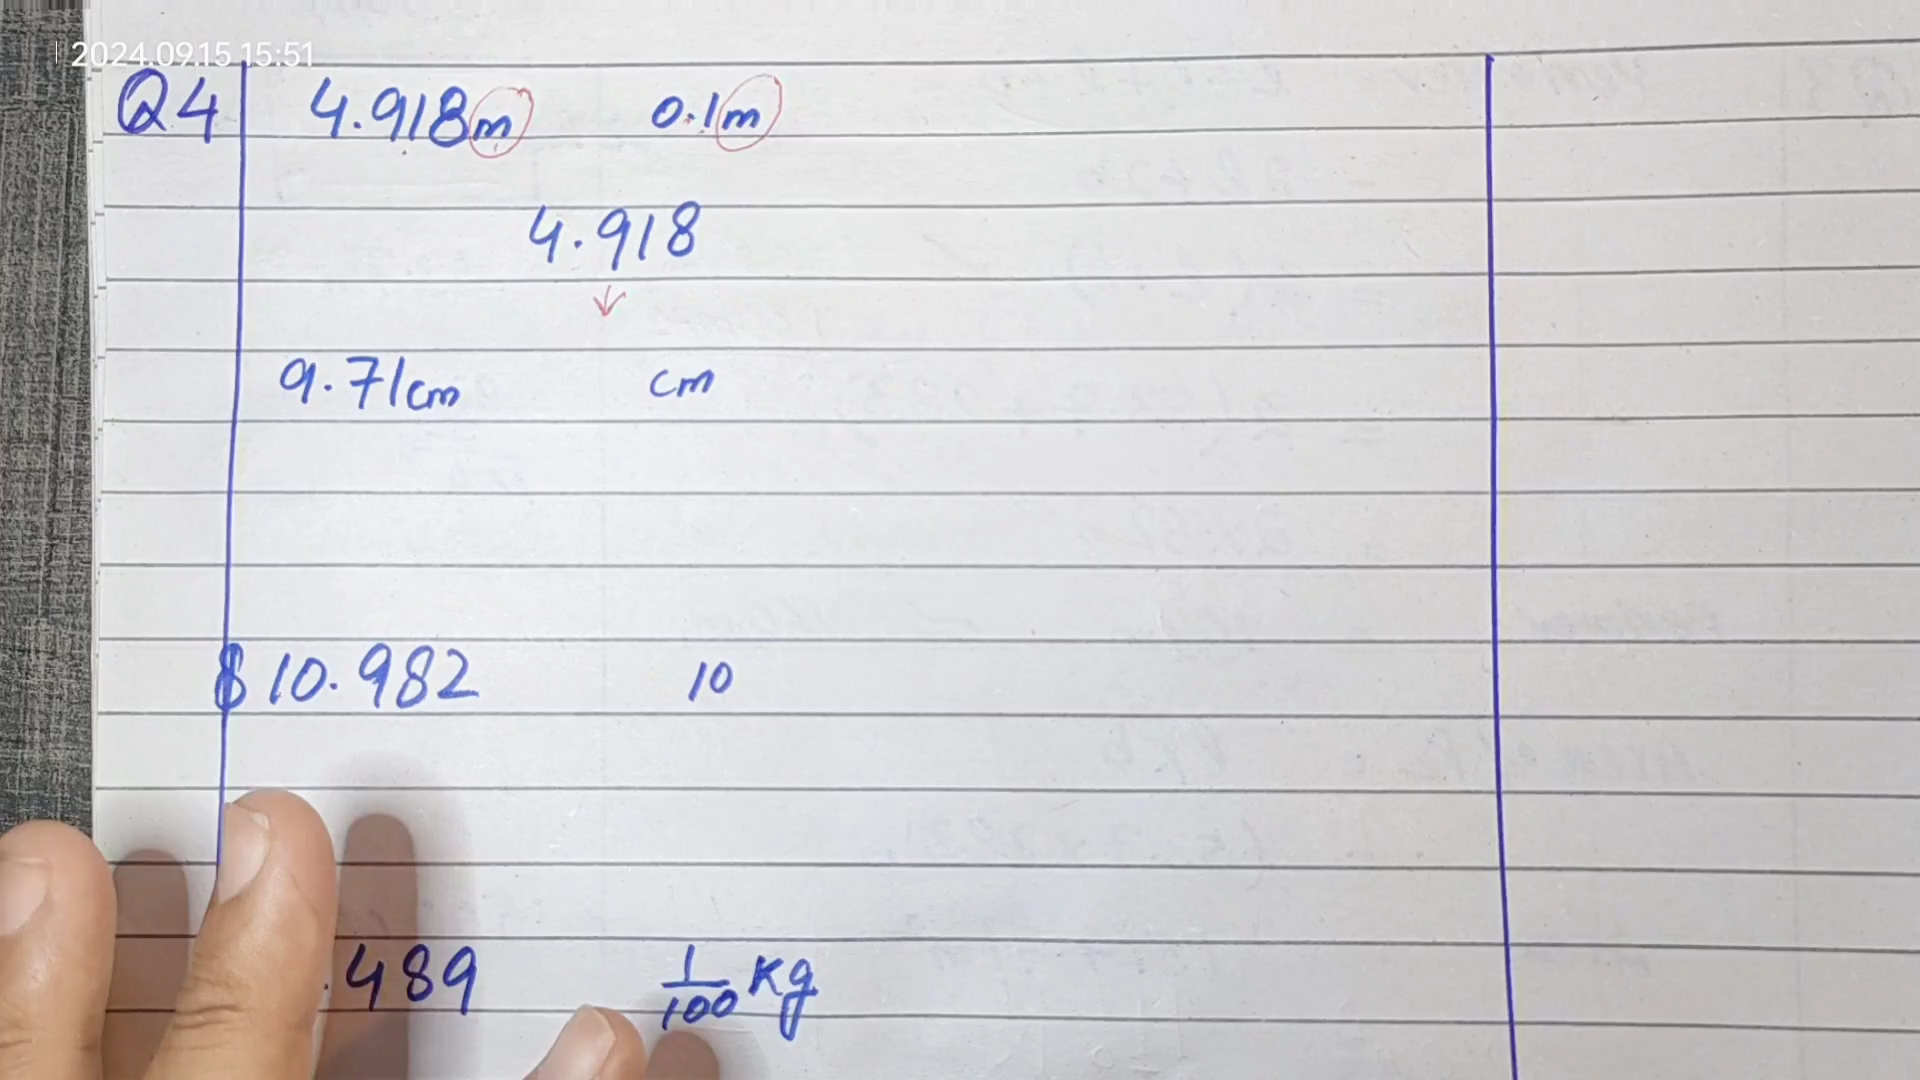 2024.09.15 15:51
Q4 4.918m 0.1m
4.918
↓
9.71cm cm
$10.982 10
.489 1/100 Kg